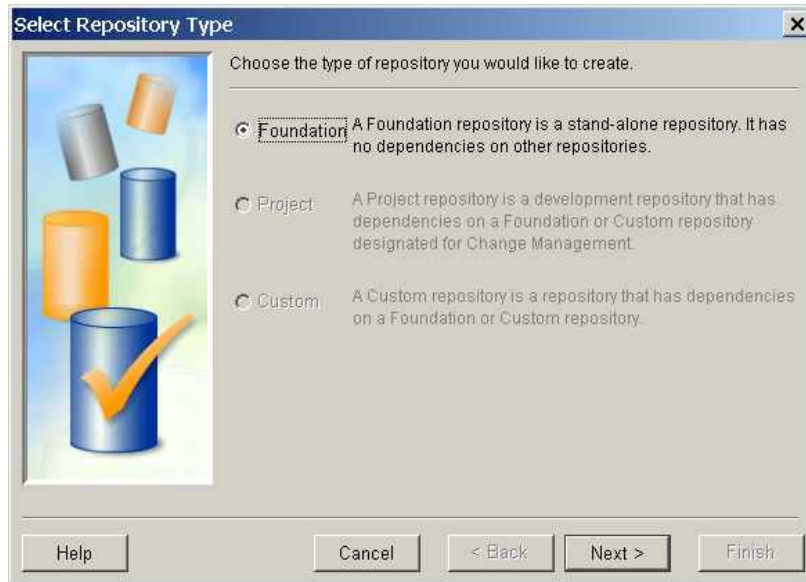 Select Repository Type
Choose the type of repository you would like to create.
Foundation
A Foundation repository is a stand-alone repository. It has
no dependencies on other repositories.
Project
A Project repository is a development repository that has
dependencies on a Foundation or Custom repository
designated for Change Management.
Custom
A Custom repository is a repository that has dependencies
on a Foundation or Custom repository.
Help
Cancel
< Back
Next >
Finish